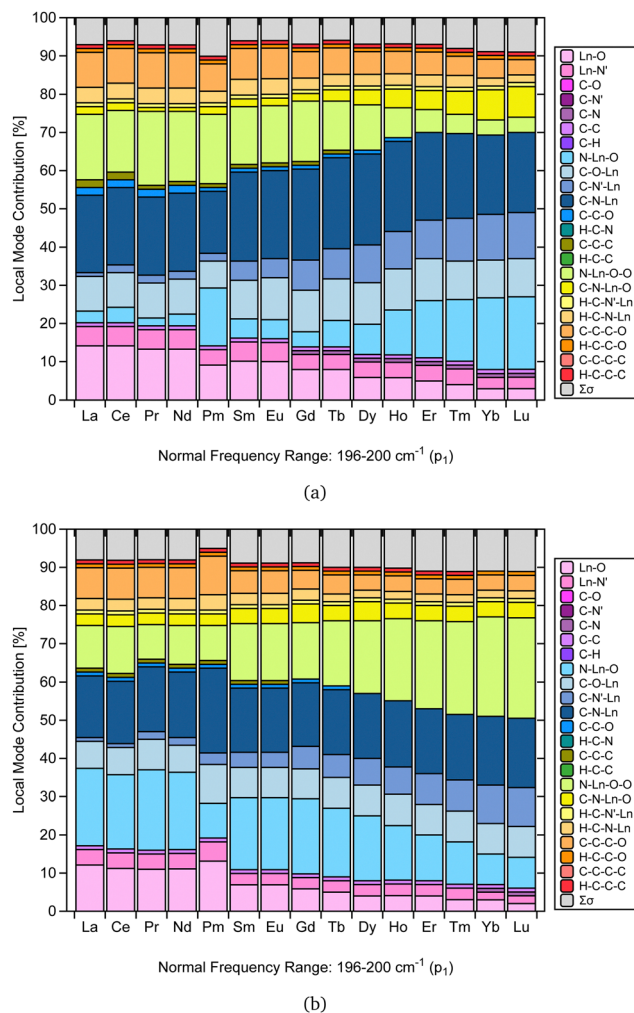 100
90
80
70
60
50
40
30
20
10
0
Local Mode Contribution [%]
La Ce Pr Nd Pm Sm Eu Gd Tb Dy Ho Er Tm Yb Lu
Normal Frequency Range: 196-200 cm⁻¹ (p₁)
Ln-O
Ln-N'
C-O
C-N'
C-N
C-C
C-H
N-Ln-O
C-O-Ln
C-N'-Ln
C-N-Ln
C-C-O
H-C-N
C-C-C
H-C-C
N-Ln-O-O
C-N-Ln-O
H-C-N'-Ln
H-C-N-Ln
C-C-C-O
H-C-C-O
C-C-C-C
H-C-C-C
Σσ
(a)
100
90
80
70
60
50
40
30
20
10
0
Local Mode Contribution [%]
La Ce Pr Nd Pm Sm Eu Gd Tb Dy Ho Er Tm Yb Lu
Normal Frequency Range: 196-200 cm⁻¹ (p₁)
Ln-O
Ln-N'
C-O
C-N'
C-N
C-C
C-H
N-Ln-O
C-O-Ln
C-N'-Ln
C-N-Ln
C-C-O
H-C-N
C-C-C
H-C-C
N-Ln-O-O
C-N-Ln-O
H-C-N'-Ln
H-C-N-Ln
C-C-C-O
H-C-C-O
C-C-C-C
H-C-C-C
Σσ
(b)